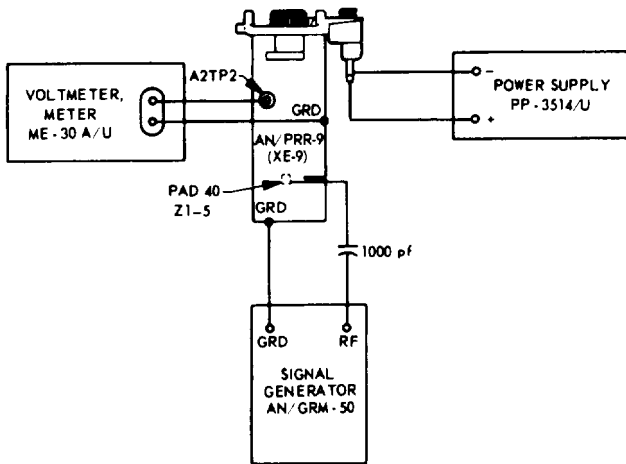 A2TP2
VOLTMETER,
METER
ME-30 A/U
GRD
AN/PRR-9
(XE-9)
PAD 40
Z1-5
GRD
-
POWER SUPPLY
PP-3514/U
+
1000 pf
GRD
RF
SIGNAL
GENERATOR
AN/GRM-50